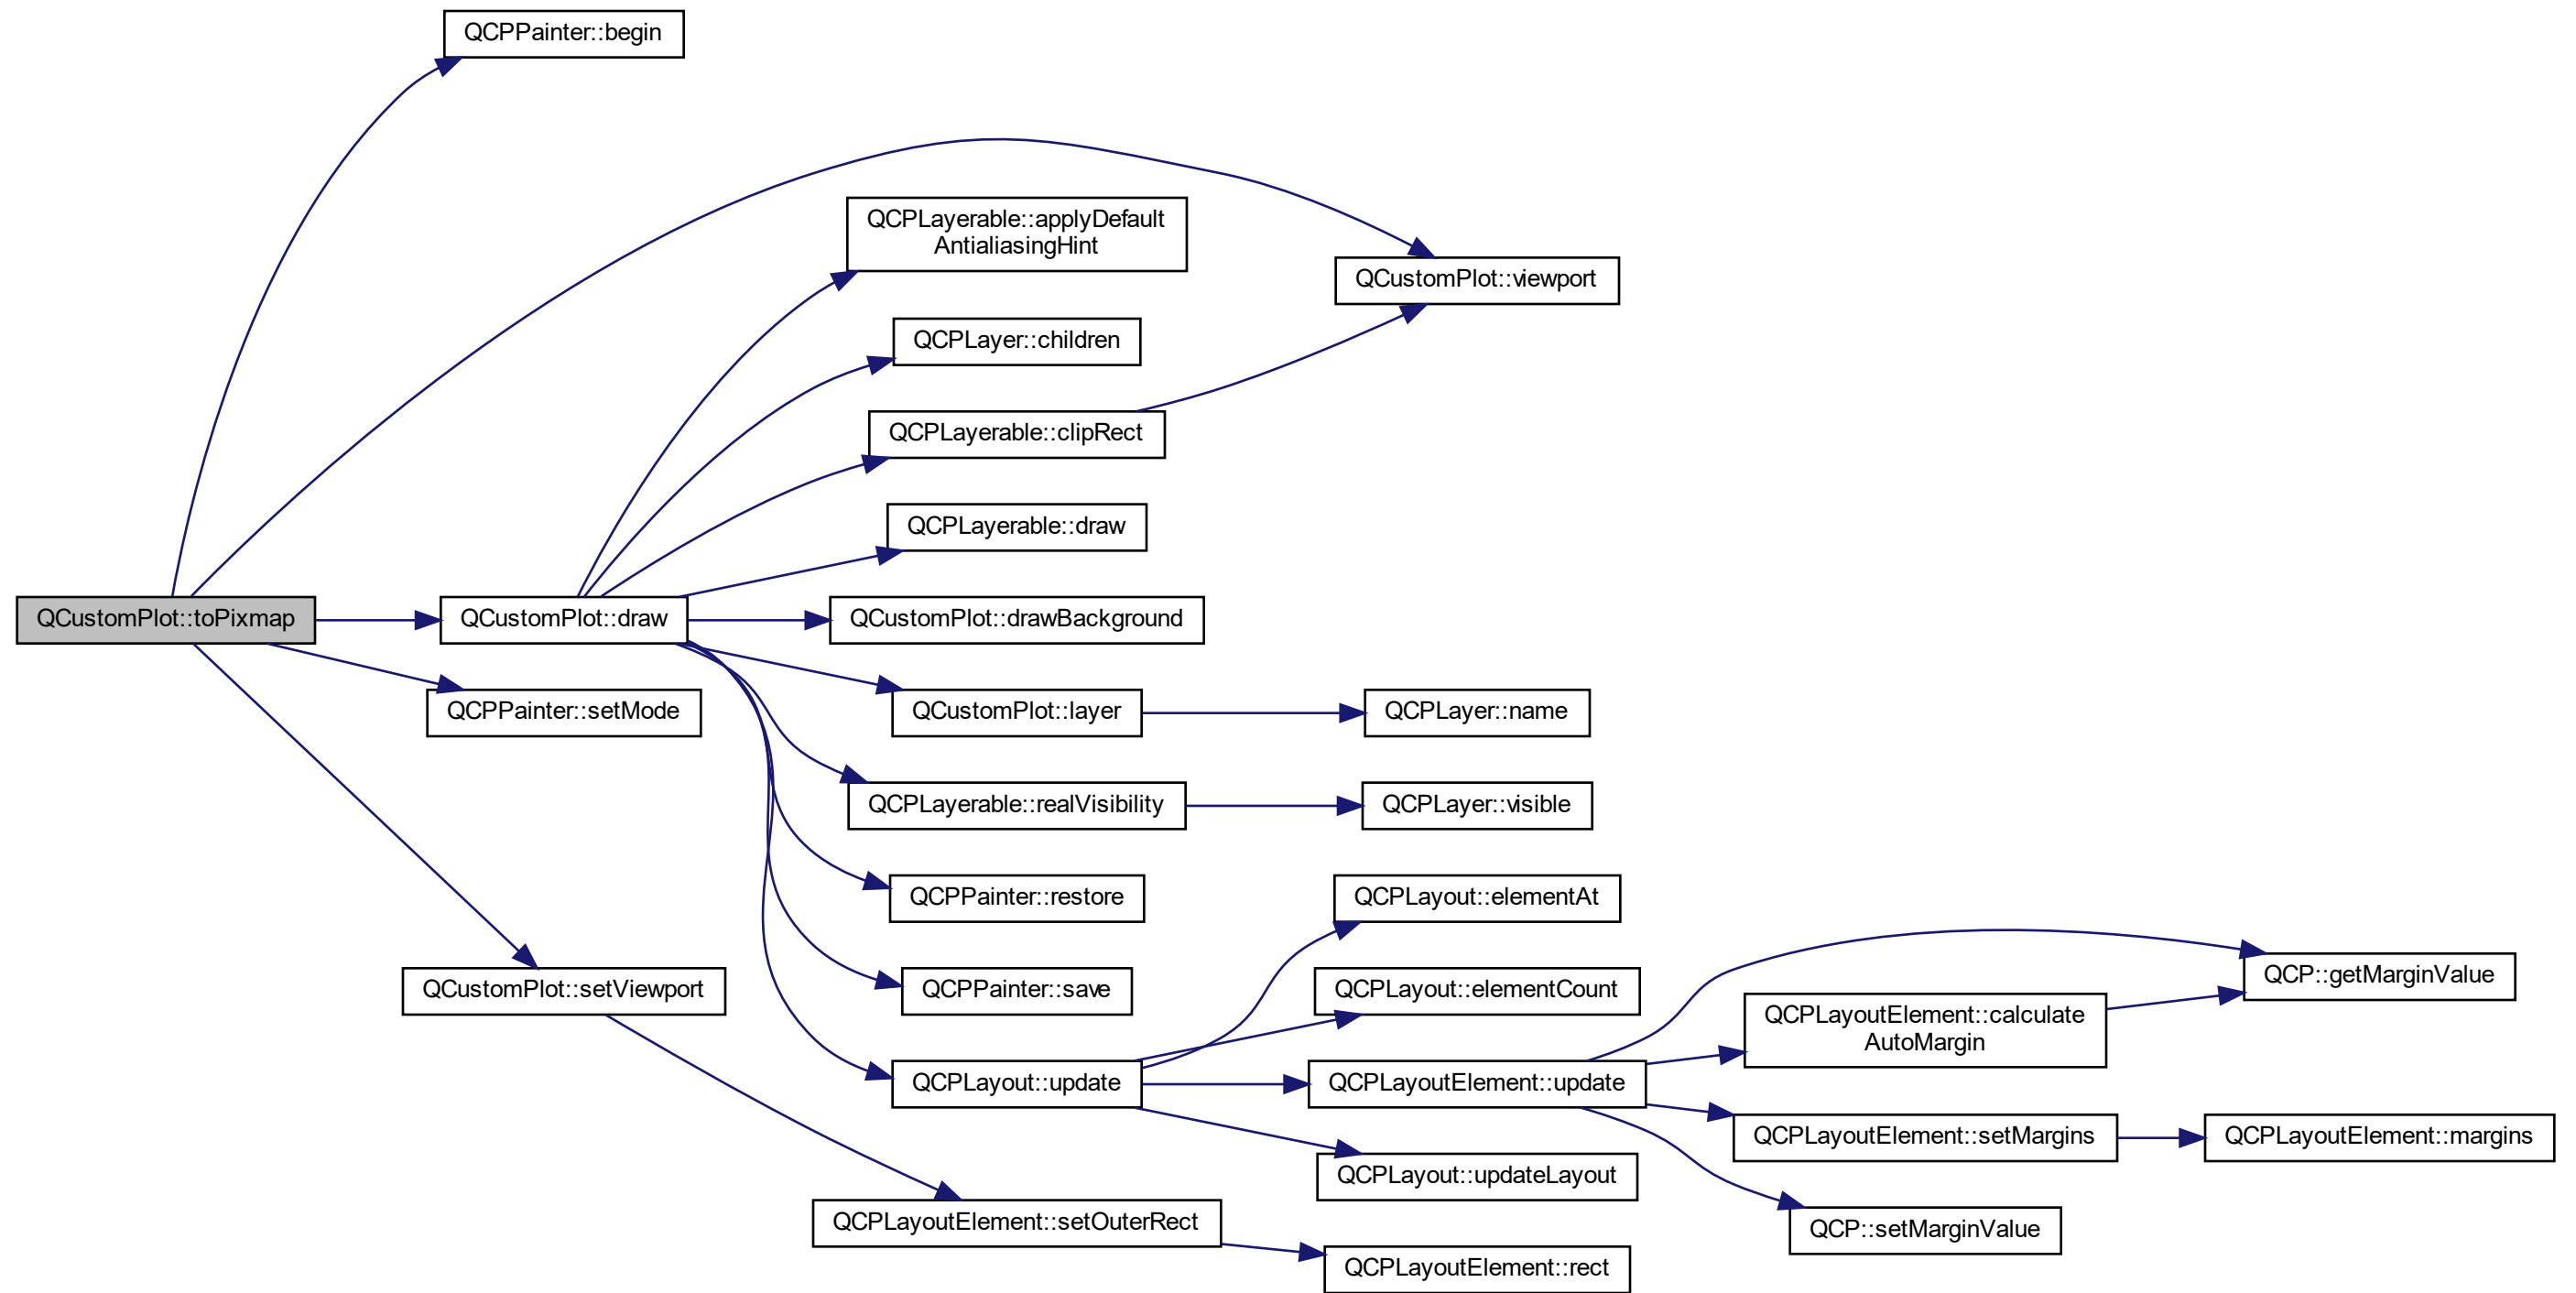 QCPPainter::begin
QCPLayerable::applyDefault
AntialiasingHint
QCustomPlot::viewport
QCPLayer::children
QCPLayerable::clipRect
QCPLayerable::draw
QCustomPlot::toPixmap
QCustomPlot::draw
QCustomPlot::drawBackground
QCPPainter::setMode
QCustomPlot::layer
QCPLayer::name
QCPLayerable::realVisibility
QCPLayer::visible
QCPPainter::restore
QCPLayout::elementAt
QCustomPlot::setViewport
QCPPainter::save
QCPLayout::elementCount
QCP::getMarginValue
QCPLayoutElement::calculate
AutoMargin
QCPLayout::update
QCPLayoutElement::update
QCPLayoutElement::setMargins
QCPLayoutElement::margins
QCPLayout::updateLayout
QCPLayoutElement::setOuterRect
QCP::setMarginValue
QCPLayoutElement::rect